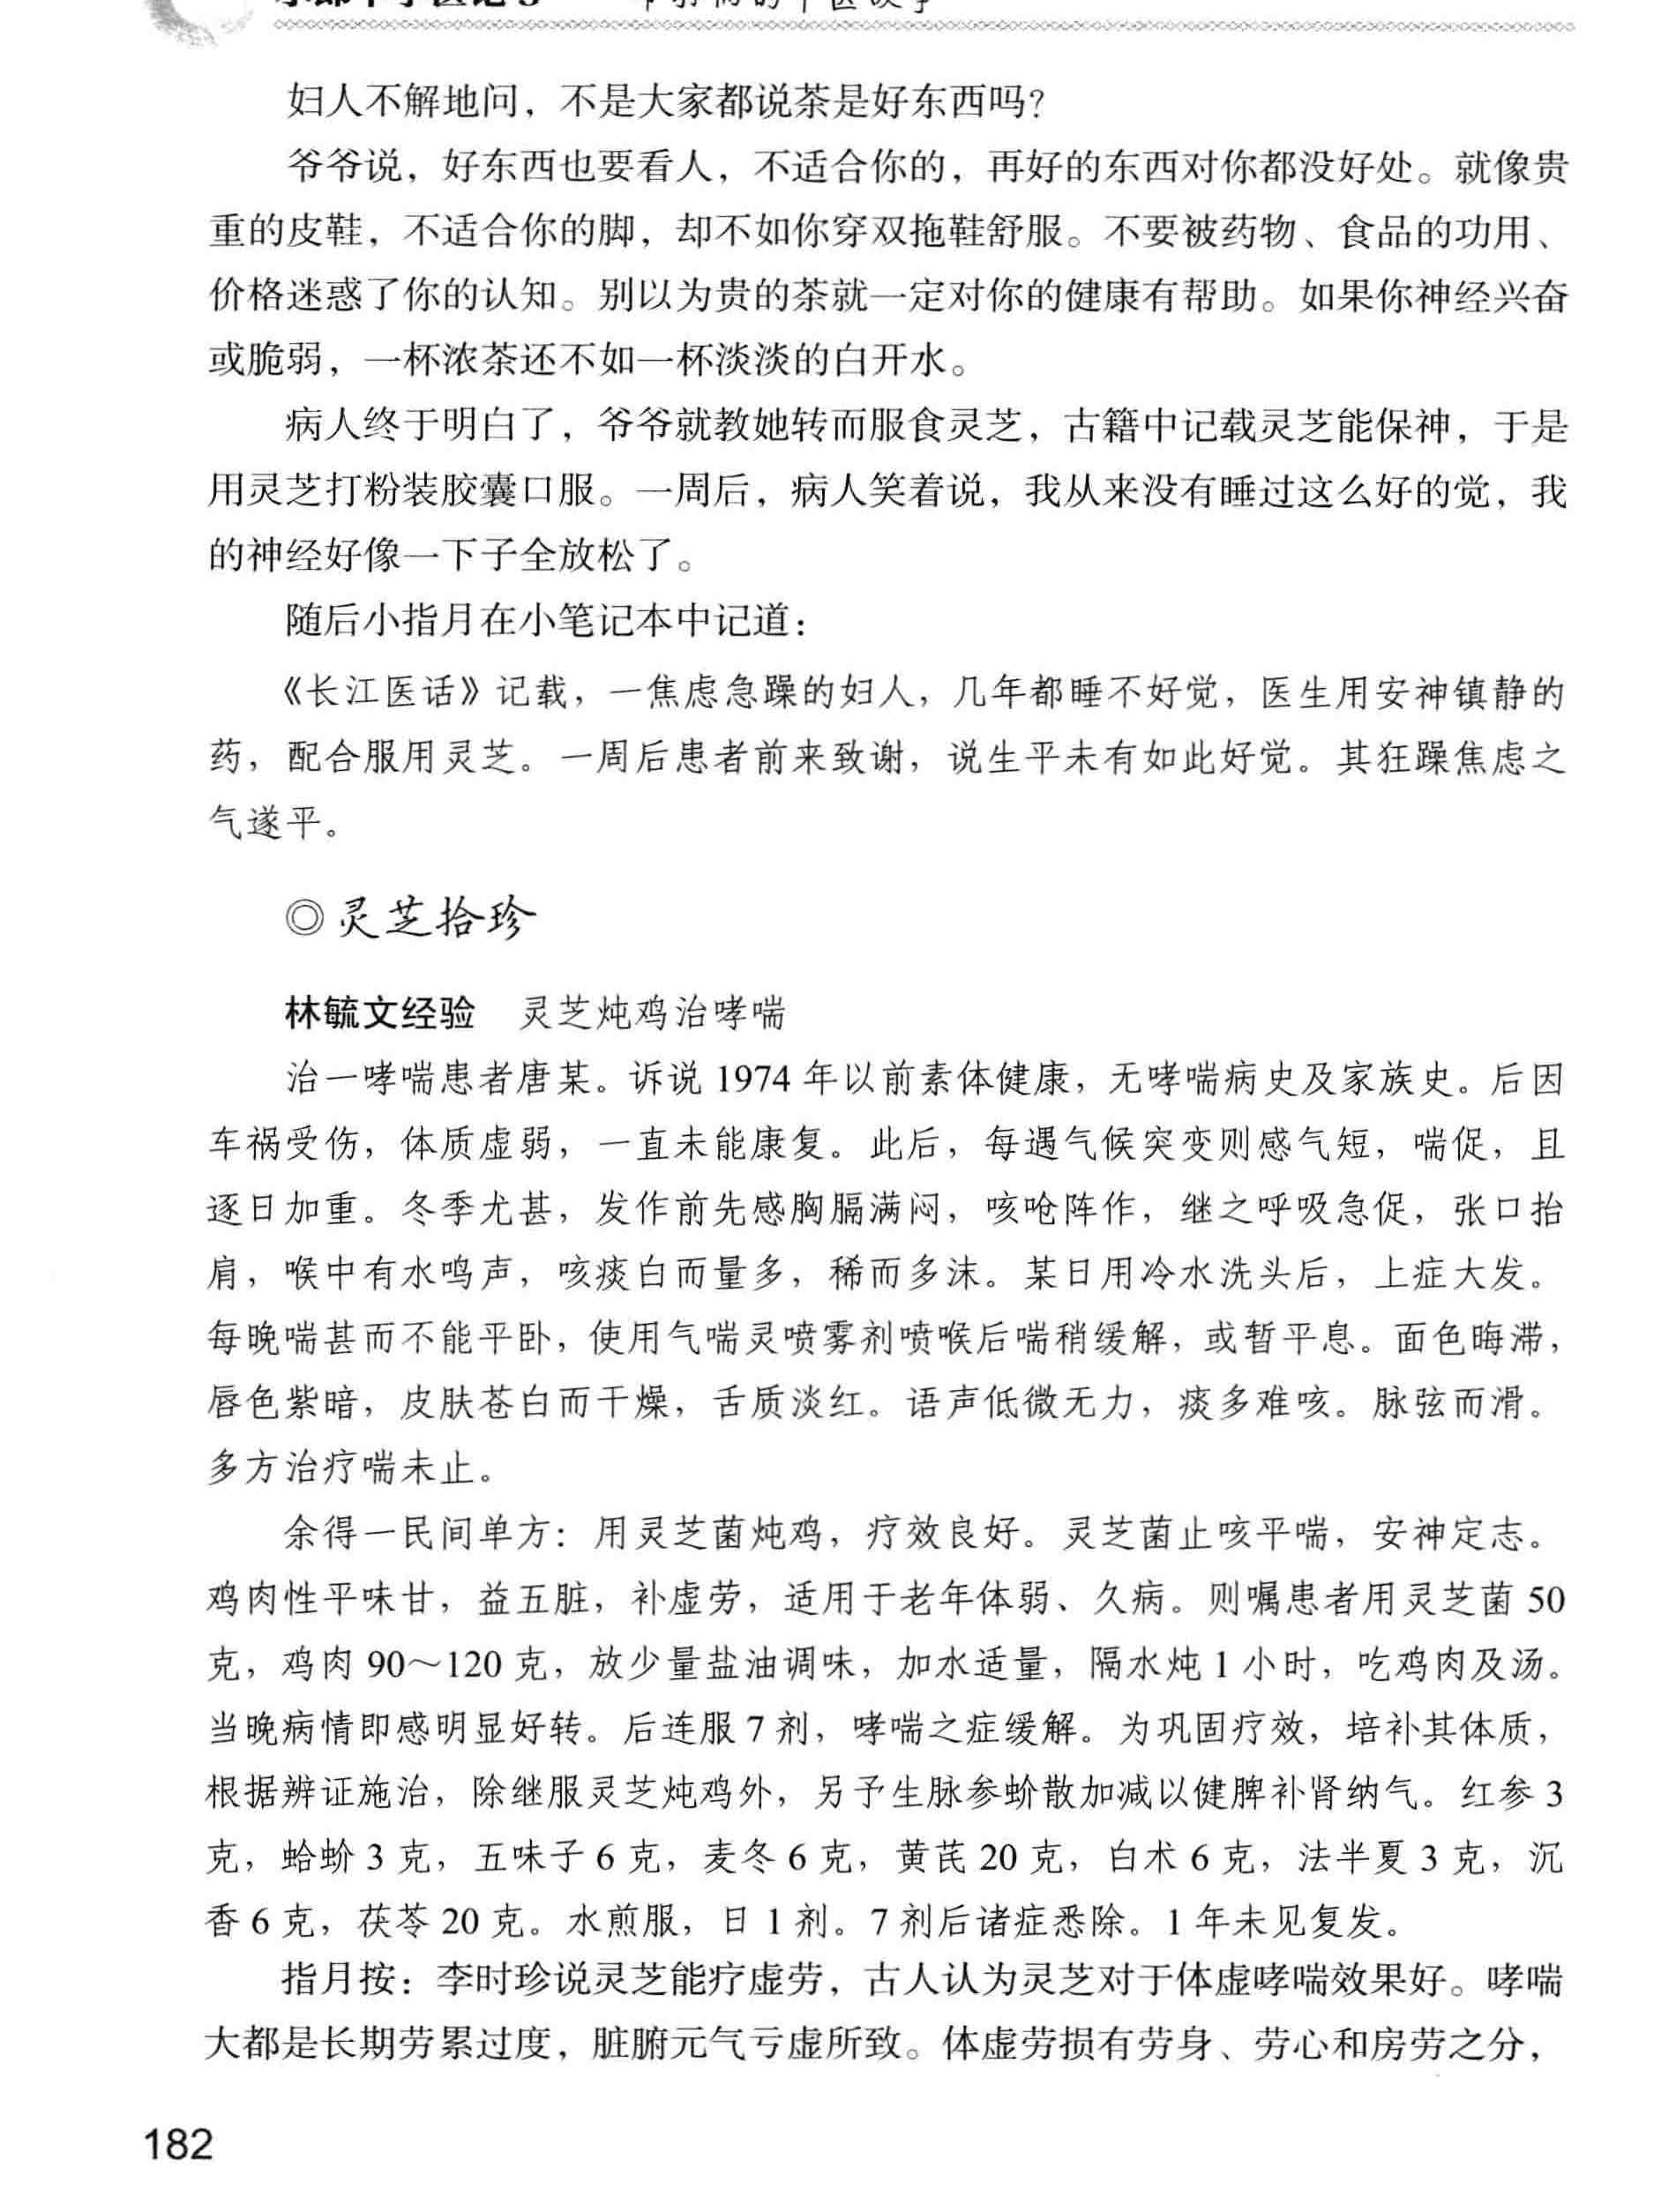 妇人不解地问，不是大家都说茶是好东西吗？
爷爷说，好东西也要看人，不适合你的，再好的东西对你都没好处。就像贵
重的皮鞋，不适合你的脚，却不如你穿双拖鞋舒服。不要被药物、食品的功用、
价格迷惑了你的认知。别以为贵的茶就一定对你的健康有帮助。如果你神经兴奋
或脆弱，一杯浓茶还不如一杯淡淡的白开水。
病人终于明白了，爷爷就教她转而服食灵芝，古籍中记载灵芝能保神，于是
用灵芝打粉装胶囊口服。一周后，病人笑着说，我从来没有睡过这么好的觉，我
的神经好像一下子全放松了。
随后小指月在小笔记本中记道：
《长江医话》记载，一焦虑急躁的妇人，几年都睡不好觉，医生用安神镇静的
药，配合服用灵芝。一周后患者前来致谢，说生平未有如此好觉。其狂躁焦虑之
气遂平。
◎灵芝拾珍
林毓文经验　灵芝炖鸡治哮喘
治一哮喘患者唐某。诉说 1974 年以前素体健康，无哮喘病史及家族史。后因
车祸受伤，体质虚弱，一直未能康复。此后，每遇气候突变则感气短，喘促，且
逐日加重。冬季尤甚，发作前先感胸膈满闷，咳呛阵作，继之呼吸急促，张口抬
肩，喉中有水鸣声，咳痰白而量多，稀而多沫。某日用冷水洗头后，上症大发。
每晚喘甚而不能平卧，使用气喘灵喷雾剂喷喉后喘稍缓解，或暂平息。面色晦滞，
唇色紫暗，皮肤苍白而干燥，舌质淡红。语声低微无力，痰多难咳。脉弦而滑。
多方治疗喘未止。
余得一民间单方：用灵芝菌炖鸡，疗效良好。灵芝菌止咳平喘，安神定志。
鸡肉性平味甘，益五脏，补虚劳，适用于老年体弱、久病。则嘱患者用灵芝菌 50
克，鸡肉 90～120 克，放少量盐油调味，加水适量，隔水炖 1 小时，吃鸡肉及汤。
当晚病情即感明显好转。后连服 7 剂，哮喘之症缓解。为巩固疗效，培补其体质，
根据辨证施治，除继服灵芝炖鸡外，另予生脉参蚧散加减以健脾补肾纳气。红参 3
克，蛤蚧 3 克，五味子 6 克，麦冬 6 克，黄芪 20 克，白术 6 克，法半夏 3 克，沉
香 6 克，茯苓 20 克。水煎服，日 1 剂。7 剂后诸症悉除。1 年未见复发。
指月按：李时珍说灵芝能疗虚劳，古人认为灵芝对于体虚哮喘效果好。哮喘
大都是长期劳累过度，脏腑元气亏虚所致。体虚劳损有劳身、劳心和房劳之分，
182